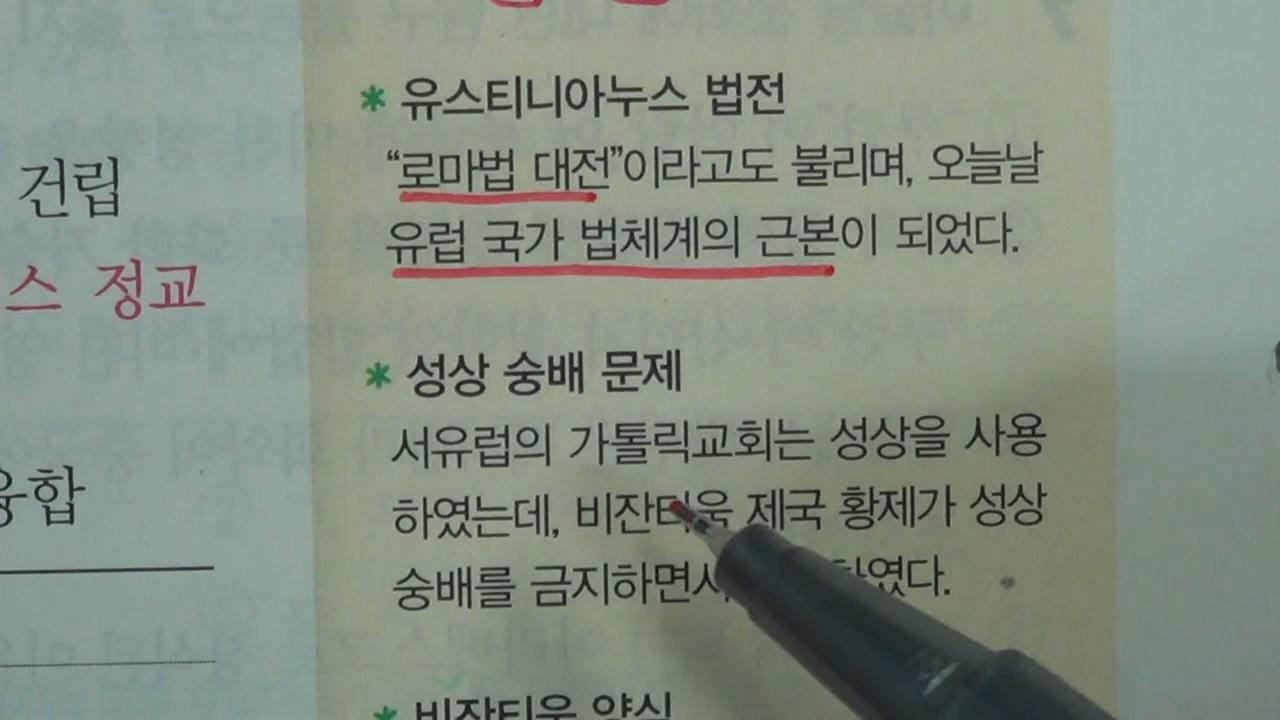 건립
스 정교
융합
* 유스티니아누스 법전
“로마법 대전”이라고도 불리며, 오늘날
유럽 국가 법체계의 근본이 되었다.
* 성상 숭배 문제
서유럽의 가톨릭교회는 성상을 사용
하였는데, 비잔티움 제국 황제가 성상
숭배를 금지하면서 하였다.
* 비잔티움 양식